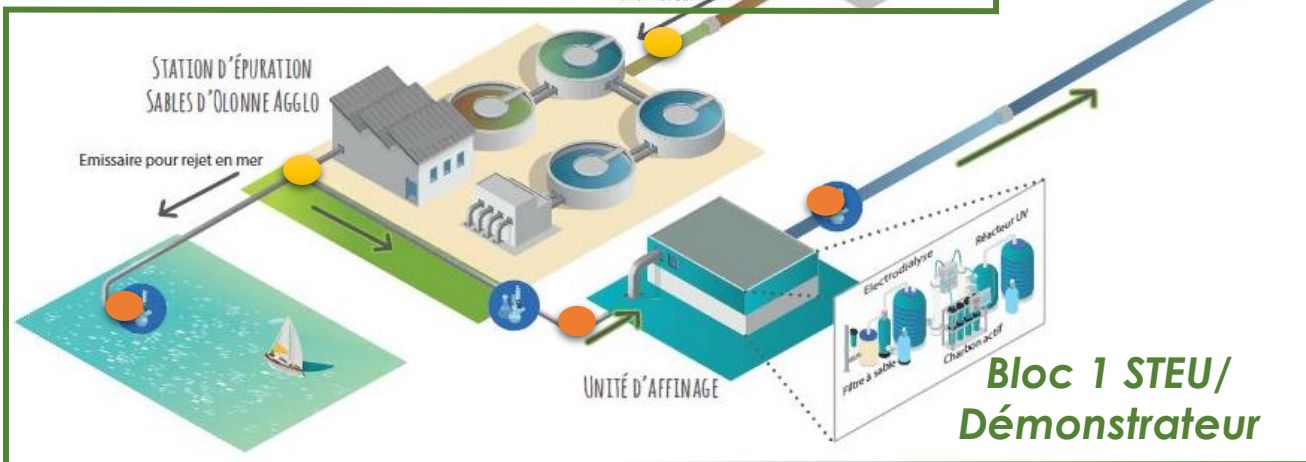 STATION D'ÉPURATION
SABLES D'OLONNE AGGLO
Emissaire pour rejet en mer
Réacteur UV
Electrodialyse
Charbon actif
Filtre à sable
UNITÉ D'AFFINAGE
Bloc 1 STEU/
Démonstrateur